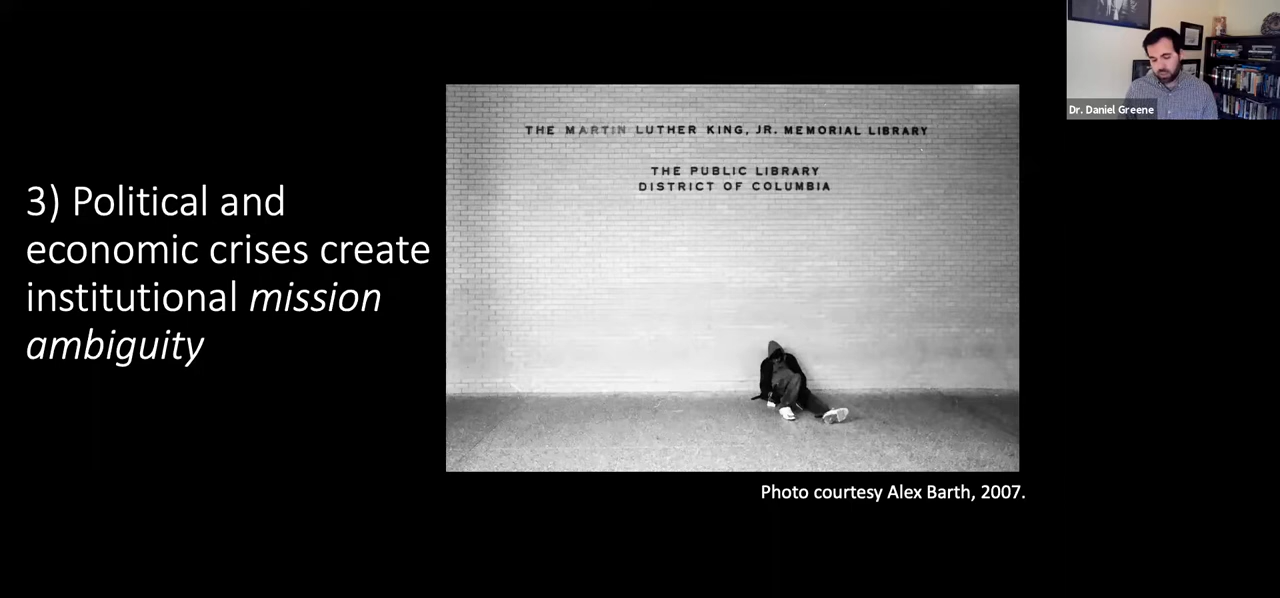 3) Political and
economic crises create
institutional mission
ambiguity
THE MARTIN LUTHER KING, JR. MEMORIAL LIBRARY
THE PUBLIC LIBRARY
DISTRICT OF COLUMBIA
Photo courtesy Alex Barth, 2007.
Dr. Daniel Greene